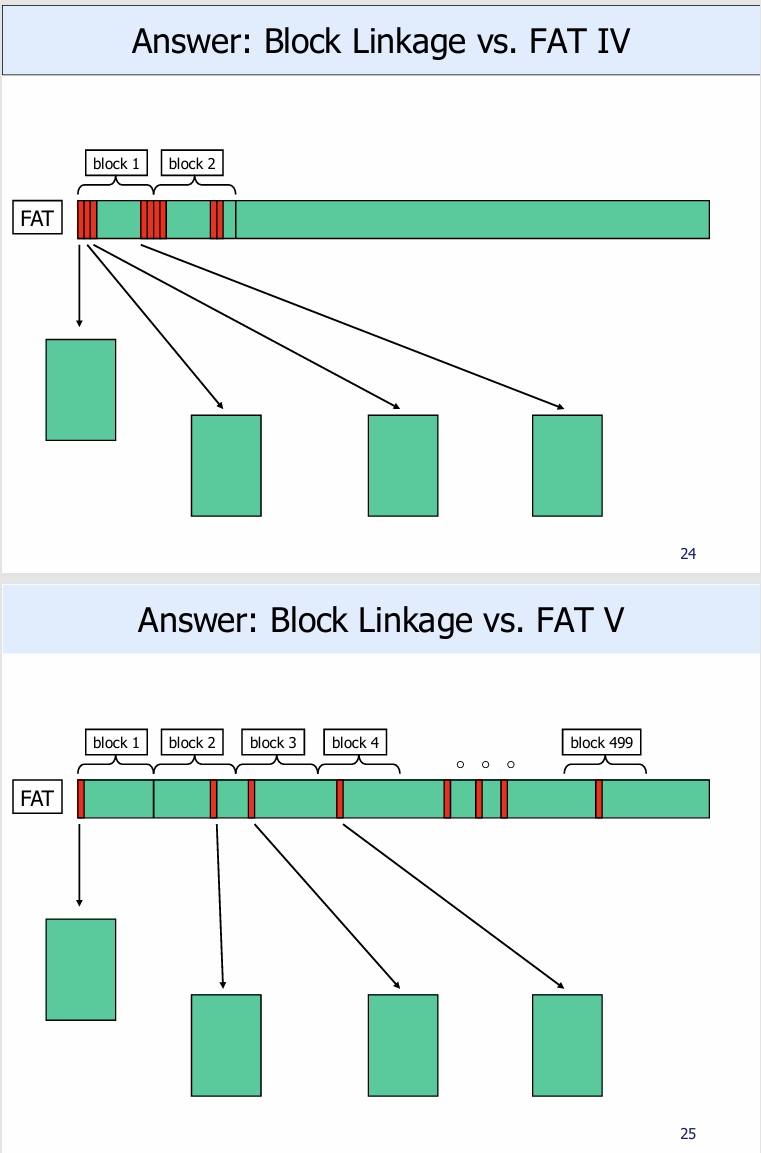 Answer: Block Linkage vs. FAT IV
block 1
block 2
FAT
24
Answer: Block Linkage vs. FAT V
block 1
block 2
block 3
block 4
block 499
FAT
25